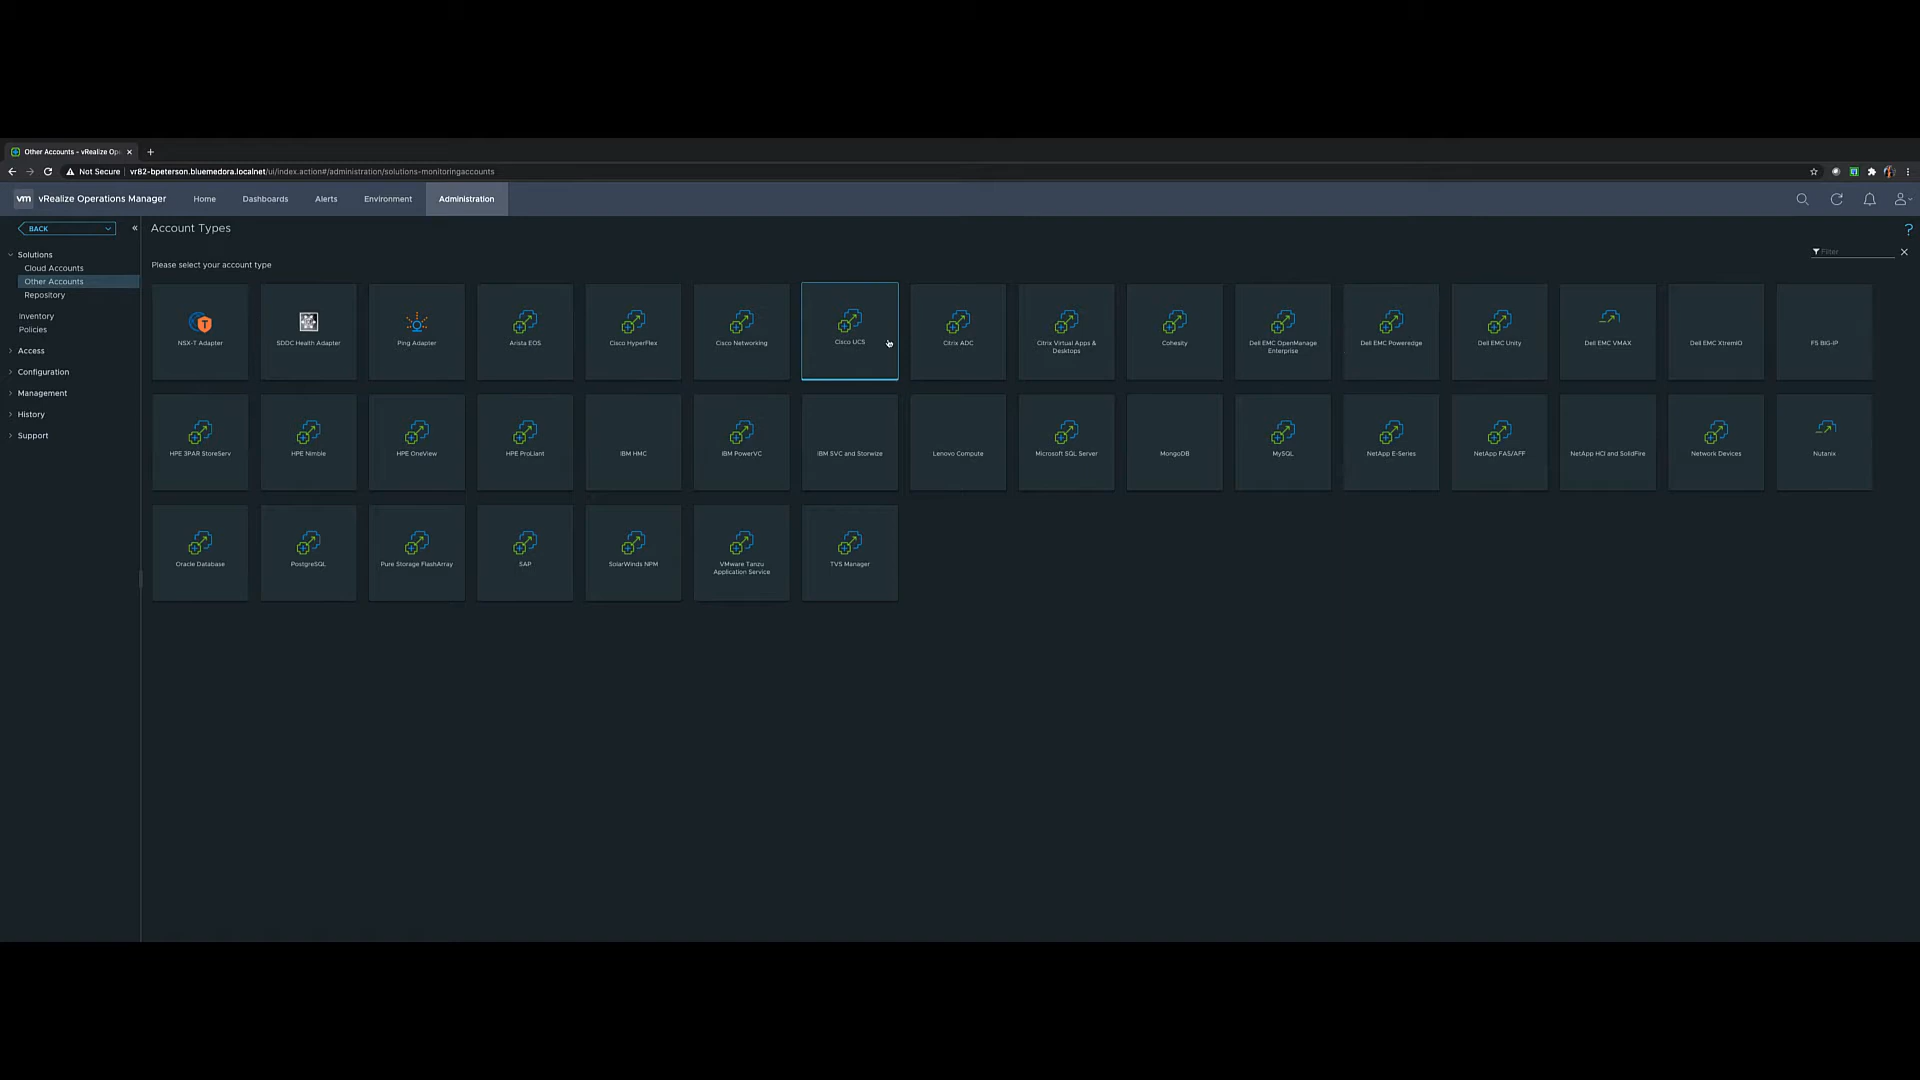 Other Accounts - vRealize Op
Not Secure | vr82-bpeterson.bluemedora.localnet/ui/index.action#/administration/solutions-monitoringaccounts
vm vRealize Operations Manager Home Dashboards Alerts Environment Administration
BACK
Account Types
?
Solutions
Cloud Accounts
Other Accounts
Repository
Inventory
Policies
Access
Configuration
Management
History
Support
Please select your account type
Filter
NSX-T Adapter
SDDC Health Adapter
Ping Adapter
Arista EOS
Cisco HyperFlex
Cisco Networking
Cisco UCS
Citrix ADC
Citrix Virtual Apps &
Desktops
Cohesity
Dell EMC OpenManage
Enterprise
Dell EMC Poweredge
Dell EMC Unity
Dell EMC VMAX
Dell EMC XtremIO
F5 BIG-IP
HPE 3PAR StoreServ
HPE Nimble
HPE OneView
HPE ProLiant
IBM HMC
IBM PowerVC
IBM SVC and Storwize
Lenovo Compute
Microsoft SQL Server
MongoDB
MySQL
NetApp E-Series
NetApp FAS/AFF
NetApp HCI and SolidFire
Network Devices
Nutanix
Oracle Database
PostgreSQL
Pure Storage FlashArray
SAP
SolarWinds NPM
VMware Tanzu
Application Service
TVS Manager